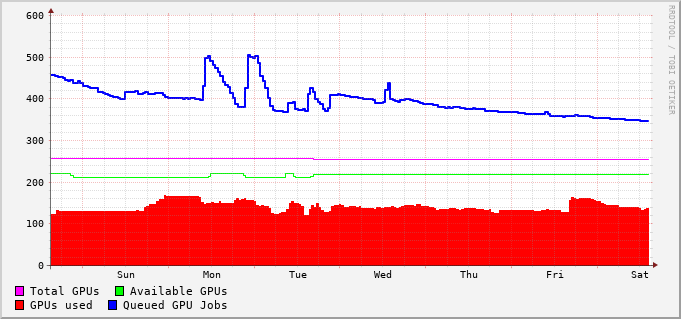 RRDTOOL / TOBI OETIKER
600
500
400
300
200
100
0
Sun Mon Tue Wed Thu Fri Sat
Total GPUs Available GPUs
GPUs used Queued GPU Jobs